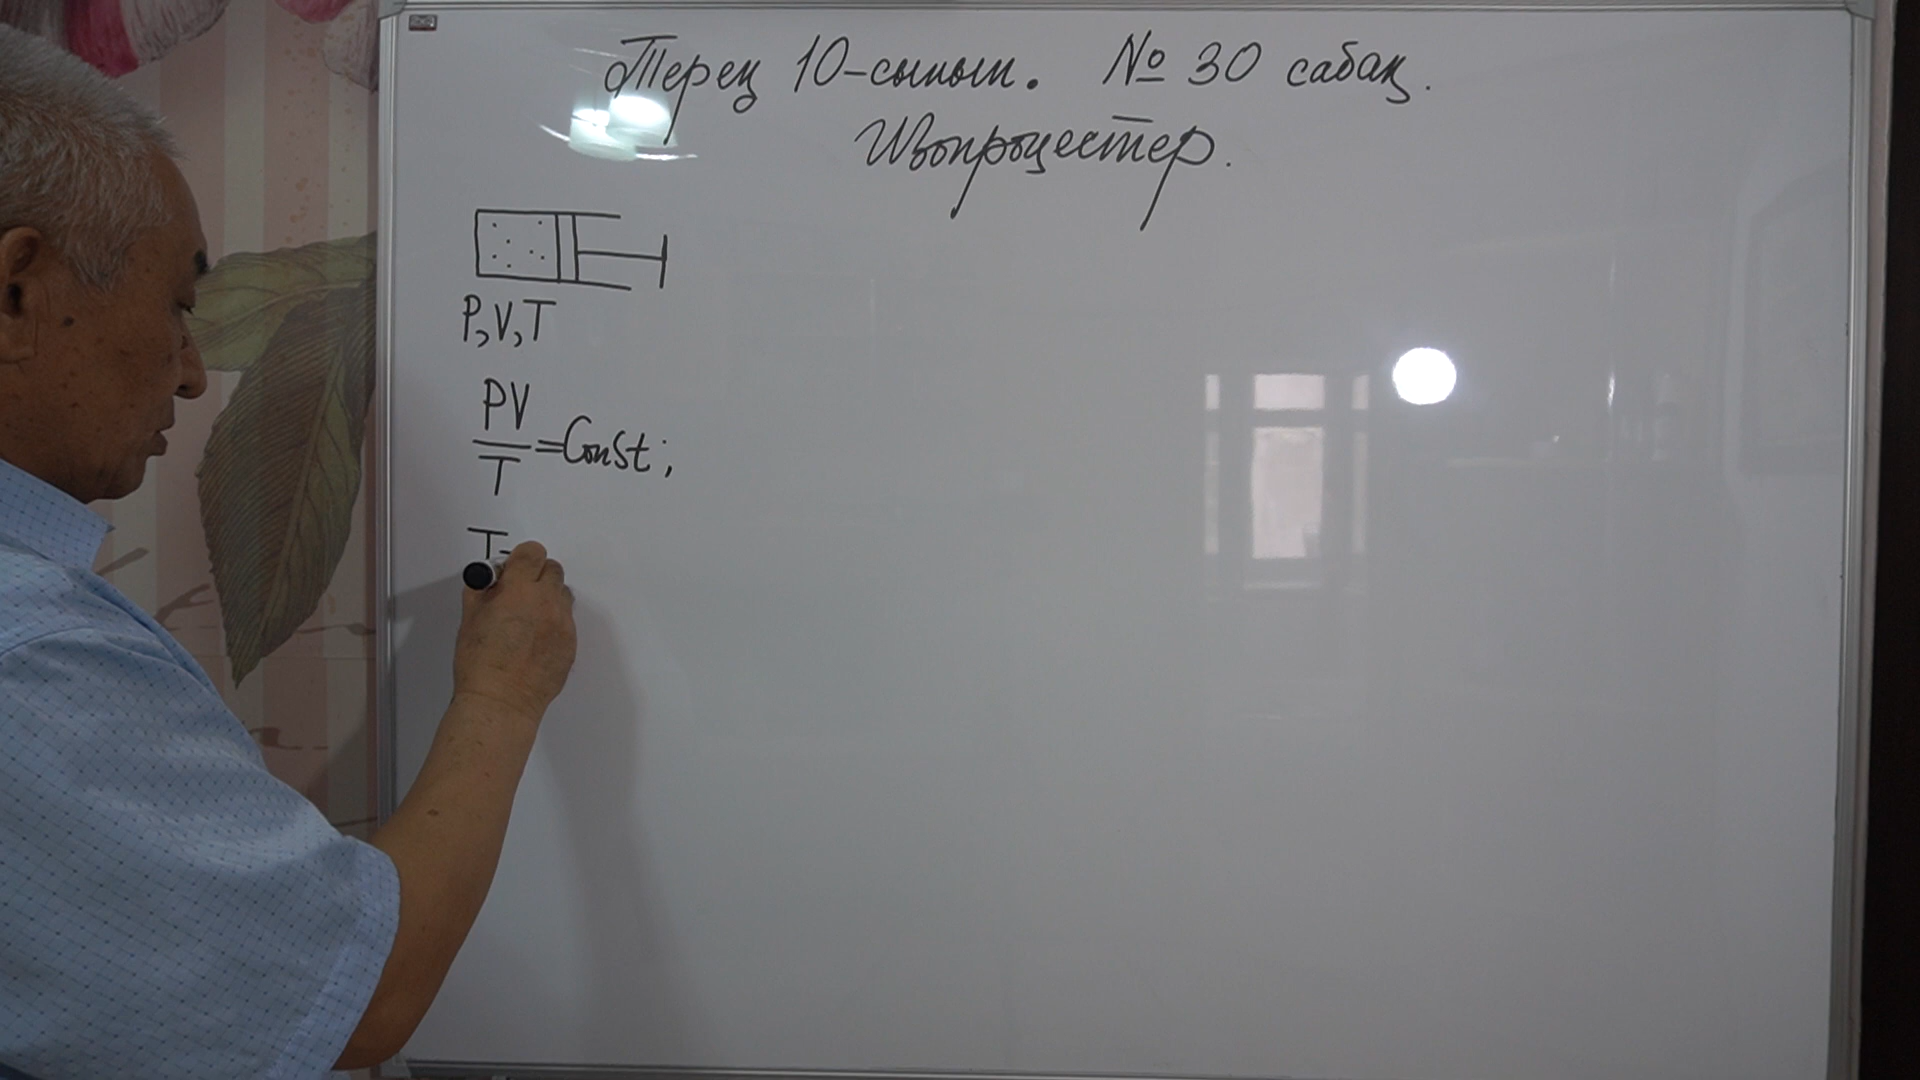 Терең 10-сынып. № 30 сабақ.
Изопроцестер.
P,V,T
PV
T
=Const;
T=